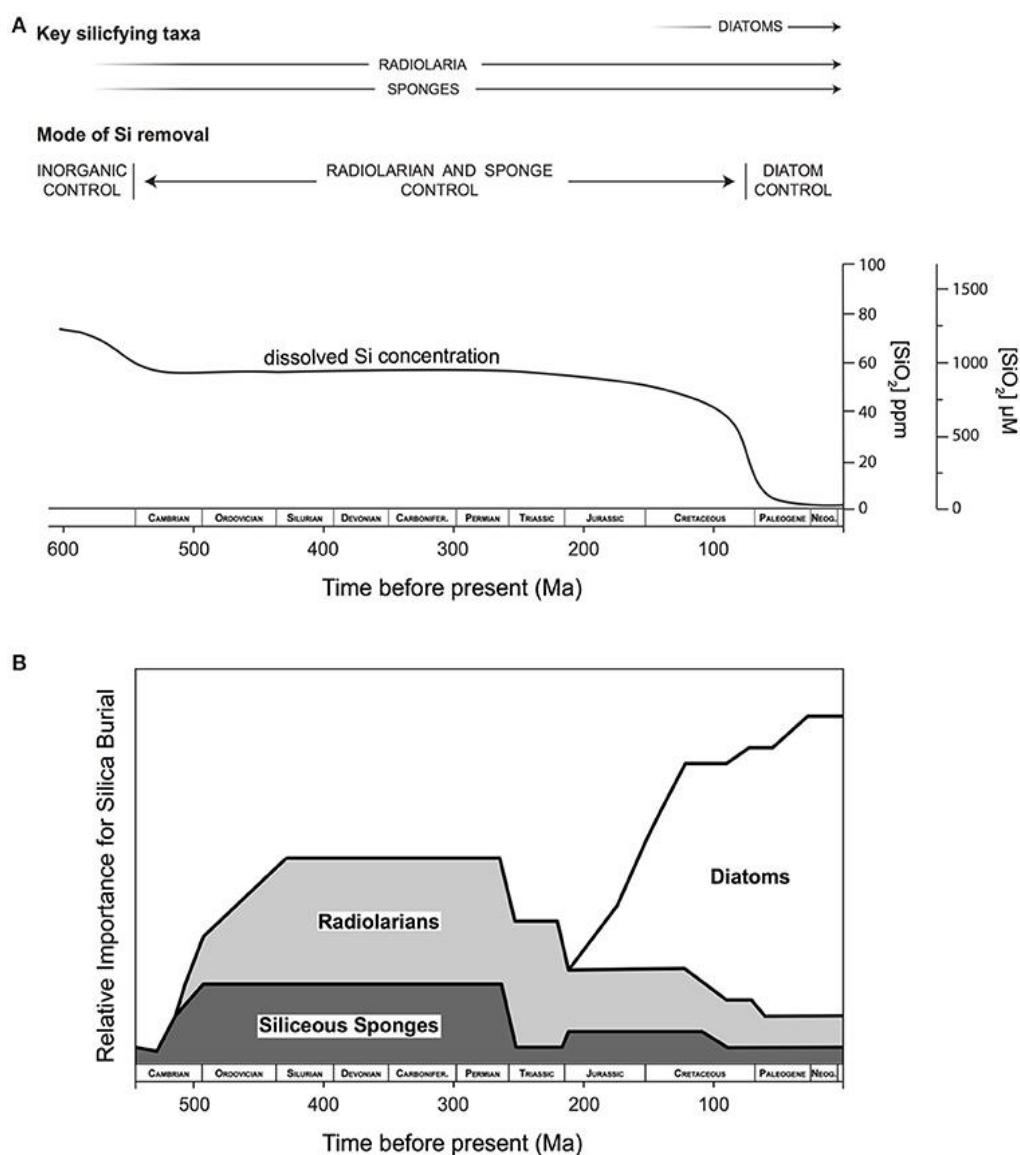 A
Key silicfying taxa
DIATOMS
RADIOLARIA
SPONGES
Mode of Si removal
INORGANIC
CONTROL
RADIOLARIAN AND SPONGE
CONTROL
DIATOM
CONTROL
dissolved Si concentration
100
80
60
40
20
0
[SiO₂] ppm
1500
1000
500
0
[SiO₂] µM
CAMBRIAN ORDOVICIAN SILURIAN DEVONIAN CARBONIFER. PERMIAN TRIASSIC JURASSIC CRETACEOUS PALEOGENE NEOG.
600 500 400 300 200 100
Time before present (Ma)
B
Relative Importance for Silica Burial
Diatoms
Radiolarians
Siliceous Sponges
CAMBRIAN ORDOVICIAN SILURIAN DEVONIAN CARBONIFER. PERMIAN TRIASSIC JURASSIC CRETACEOUS PALEOGENE NEOG.
500 400 300 200 100
Time before present (Ma)